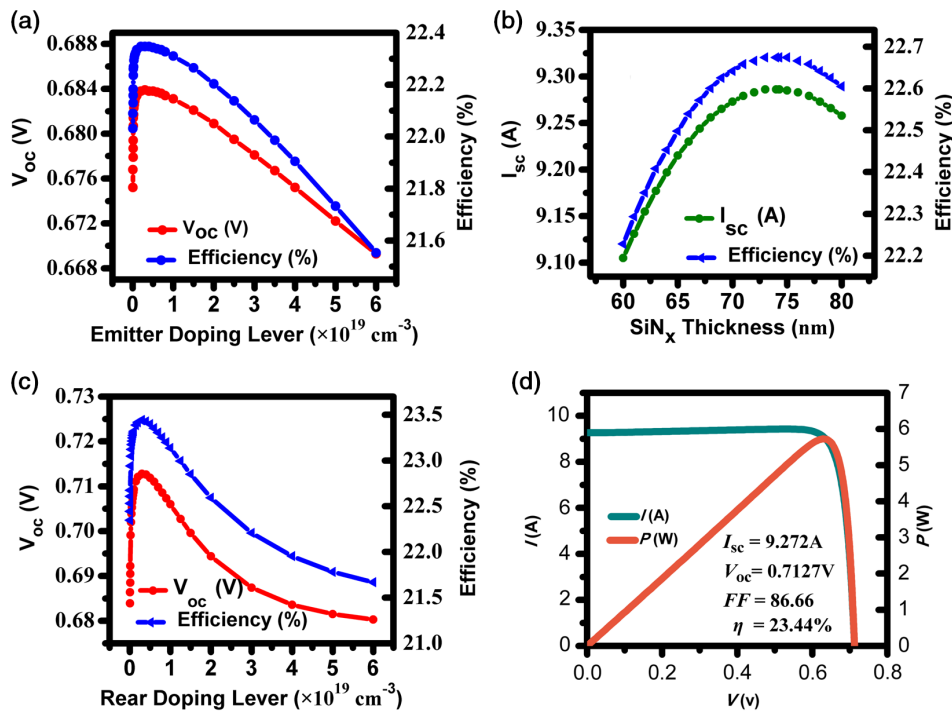 (a)
0.688
0.684
0.680
0.676
0.672
0.668
V_oc (V)
22.4
22.2
22.0
21.8
21.6
Efficiency (%)
V_OC (V)
Efficiency (%)
0 1 2 3 4 5 6
Emitter Doping Lever (×10^19 cm-3)
(b)
9.35
9.30
9.25
9.20
9.15
9.10
I_sc (A)
22.7
22.6
22.5
22.4
22.3
22.2
Efficiency (%)
I_sc (A)
Efficiency (%)
60 65 70 75 80
SiN_x Thickness (nm)
(c)
0.73
0.72
0.71
0.70
0.69
0.68
V_oc (V)
23.5
23.0
22.5
22.0
21.5
21.0
Efficiency (%)
V_oc (V)
Efficiency (%)
0 1 2 3 4 5 6
Rear Doping Lever (×10^19 cm-3)
(d)
10
8
6
4
2
0
I(A)
7
6
5
4
3
2
1
0
P(W)
I(A)
P(W)
I_sc = 9.272A
V_oc= 0.7127V
FF = 86.66
η = 23.44%
0.0 0.2 0.4 0.6 0.8
V(v)